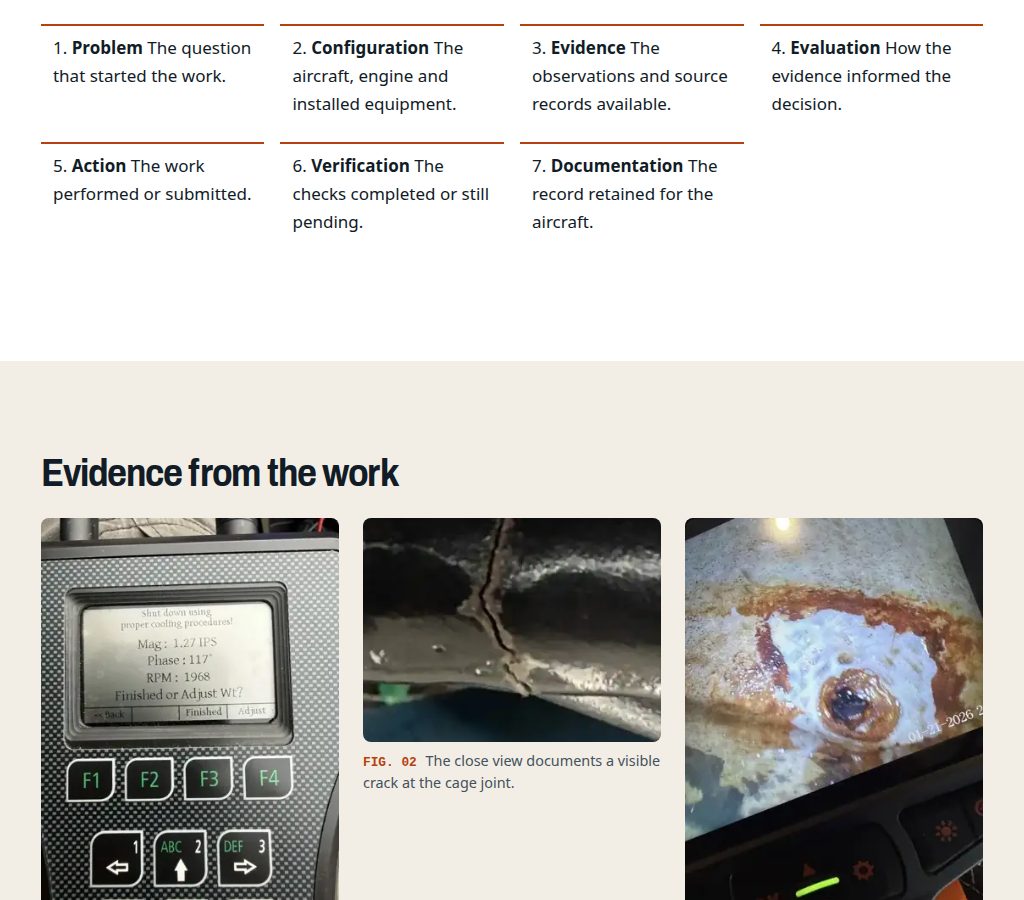 1. Problem The question
that started the work.
2. Configuration The
aircraft, engine and
installed equipment.
3. Evidence The
observations and source
records available.
4. Evaluation How the
evidence informed the
decision.
5. Action The work
performed or submitted.
6. Verification The
checks completed or still
pending.
7. Documentation The
record retained for the
aircraft.
Evidence from the work
Shut down using
proper cooling procedures!
Mag : 1.27 IPS
Phase : 117°
RPM : 1968
Finished or Adjust Wt?
<< Back Finished Adjust
F1 F2 F3 F4
1 ABC 2 DEF 3
FIG. 02 The close view documents a visible
crack at the cage joint.
01-21-2026 2